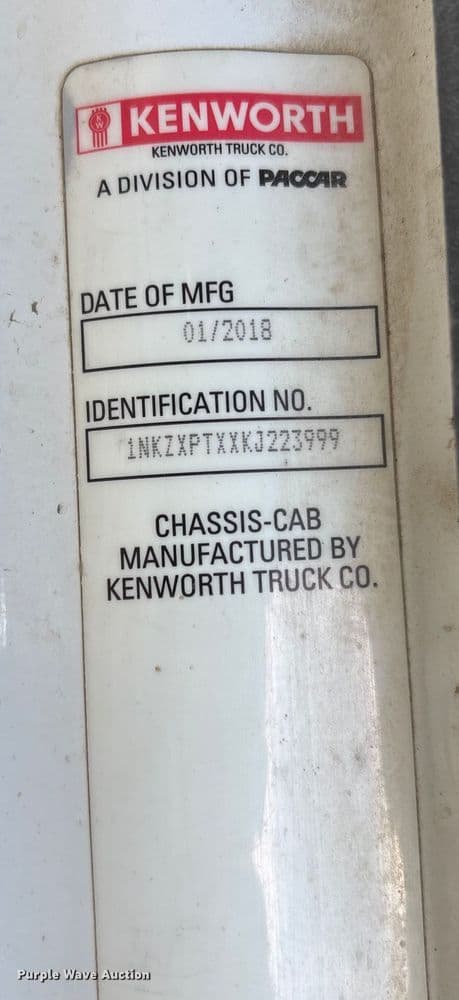 KW
KENWORTH
KENWORTH TRUCK CO.
A DIVISION OF PACCAR
DATE OF MFG
01/2018
IDENTIFICATION NO.
1NKZXPTXXKJ223999
CHASSIS-CAB
MANUFACTURED BY
KENWORTH TRUCK CO.
Purple Wave Auction